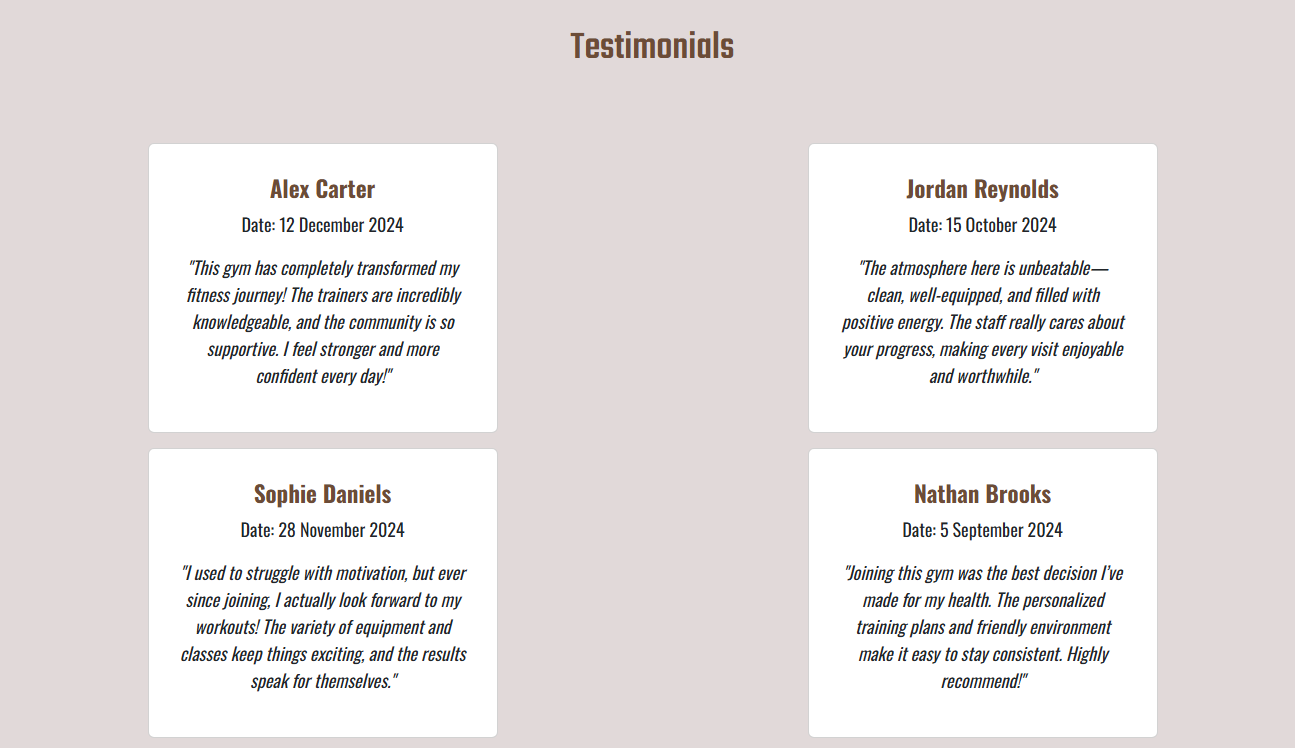 Testimonials
Alex Carter
Date: 12 December 2024
"This gym has completely transformed my
fitness journey! The trainers are incredibly
knowledgeable, and the community is so
supportive. I feel stronger and more
confident every day!"
Jordan Reynolds
Date: 15 October 2024
"The atmosphere here is unbeatable—
clean, well-equipped, and filled with
positive energy. The staff really cares about
your progress, making every visit enjoyable
and worthwhile."
Sophie Daniels
Date: 28 November 2024
"I used to struggle with motivation, but ever
since joining, I actually look forward to my
workouts! The variety of equipment and
classes keep things exciting, and the results
speak for themselves."
Nathan Brooks
Date: 5 September 2024
"Joining this gym was the best decision I’ve
made for my health. The personalized
training plans and friendly environment
make it easy to stay consistent. Highly
recommend!"